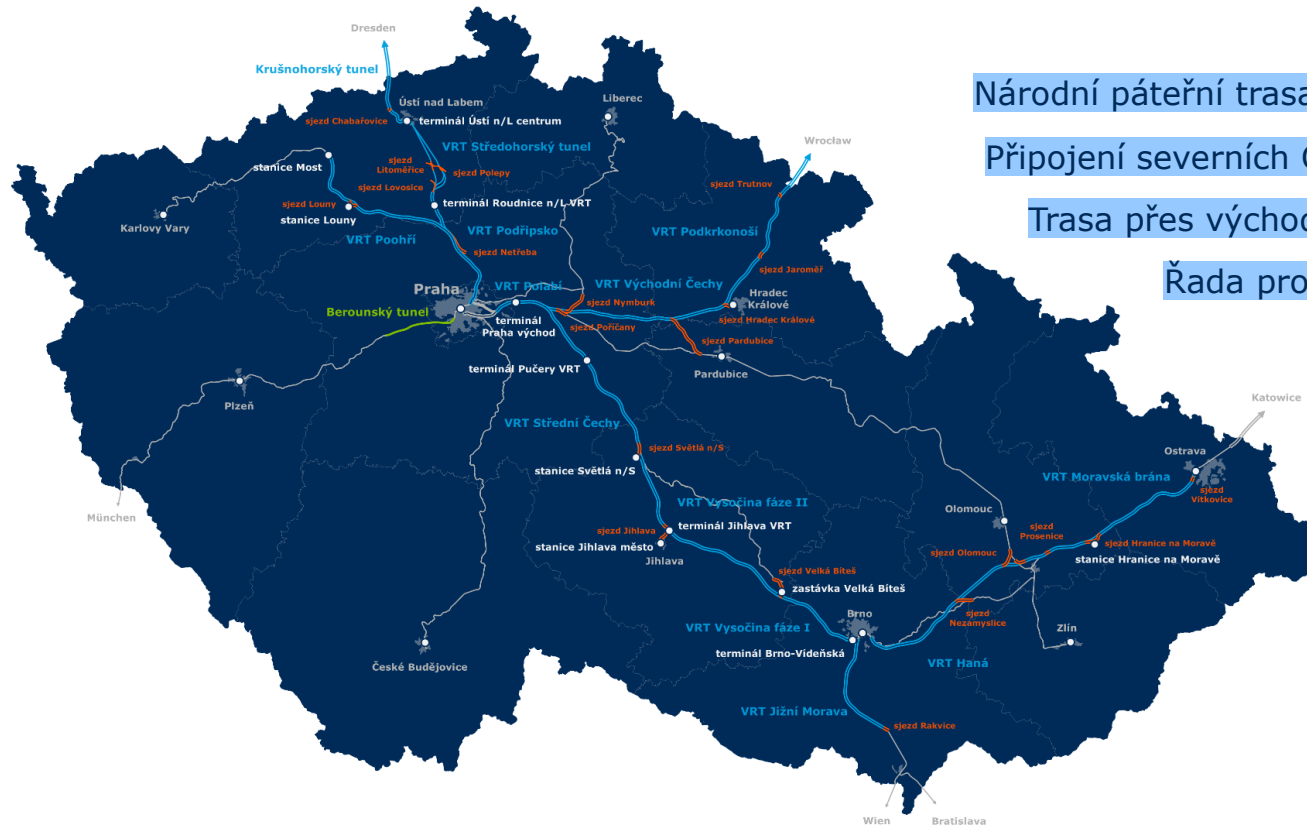 Dresden
Krušnohorský tunel
Národní páteřní trasa
Ústí nad Labem
Liberec
sjezd Chabařovice
terminál Ústí n/L centrum
Wrocław
VRT Středohorský tunel
Připojení severních
stanice Most
sjezd
Litoměřice
sjezd Polepy
sjezd Lovosice
sjezd Trutnov
sjezd Louny
terminál Roudnice n/L VRT
Trasa přes východ
stanice Louny
Karlovy Vary
VRT Poohří
VRT Podřipsko
VRT Podkrkonoší
sjezd Netřeba
sjezd Jaroměř
Řada pro
Praha
VRT Polabí
VRT Východní Čechy
Hradec
Králové
sjezd Nymburk
Berounský tunel
terminál
Praha východ
sjezd Poříčany
sjezd Hradec Králové
sjezd Pardubice
terminál Pučery VRT
Pardubice
Plzeň
Katowice
VRT Střední Čechy
sjezd Světlá n/S
Ostrava
stanice Světlá n/S
VRT Moravská brána
sjezd
Vítkovice
VRT Vysočina fáze II
München
Olomouc
sjezd Jihlava
terminál Jihlava VRT
sjezd
Prosenice
stanice Jihlava město
sjezd Hranice na Moravě
Jihlava
sjezd Olomouc
stanice Hranice na Moravě
sjezd Velká Bíteš
zastávka Velká Bíteš
Brno
sjezd
Nezamyslice
Zlín
VRT Vysočina fáze I
terminál Brno-Vídeňská
České Budějovice
VRT Haná
VRT Jižní Morava
sjezd Rakvice
Wien
Bratislava